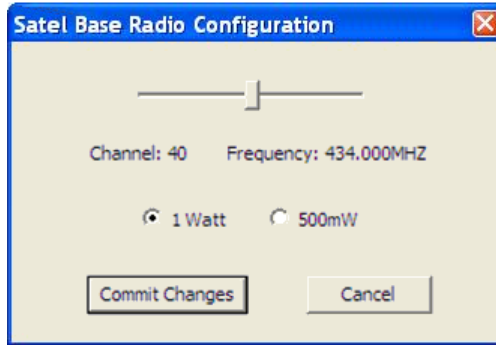 Satel Base Radio Configuration
Channel: 40 Frequency: 434.000MHZ
1 Watt 500mW
Commit Changes Cancel